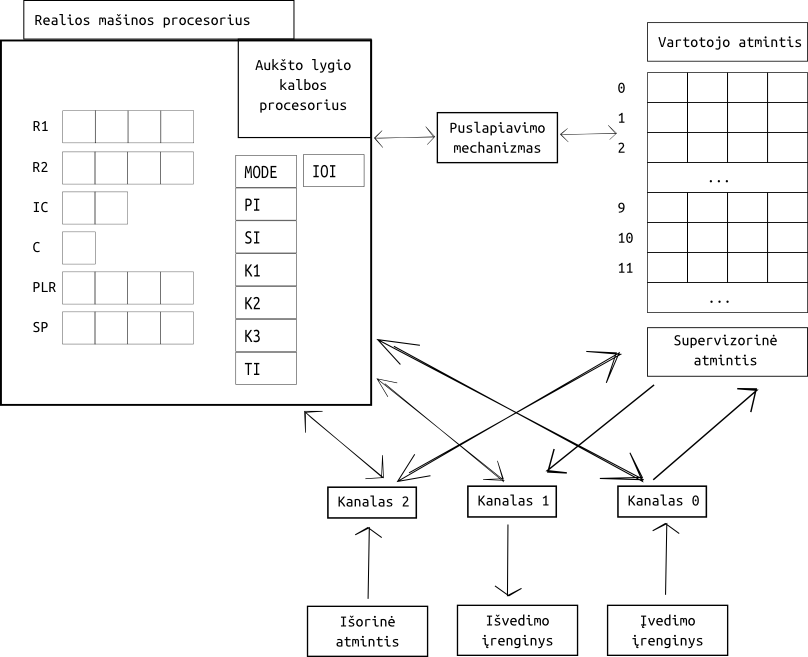 Realios mašinos procesorius
Aukšto lygio
kalbos
procesorius
R1
R2
IC
C
PLR
SP
MODE
IOI
PI
SI
K1
K2
K3
TI
Puslapiavimo
mechanizmas
Vartotojo atmintis
0
1
2
...
9
10
11
...
Supervizorinė
atmintis
Kanalas 2
Kanalas 1
Kanalas 0
Išorinė
atmintis
Išvedimo
įrenginys
Įvedimo
įrenginys